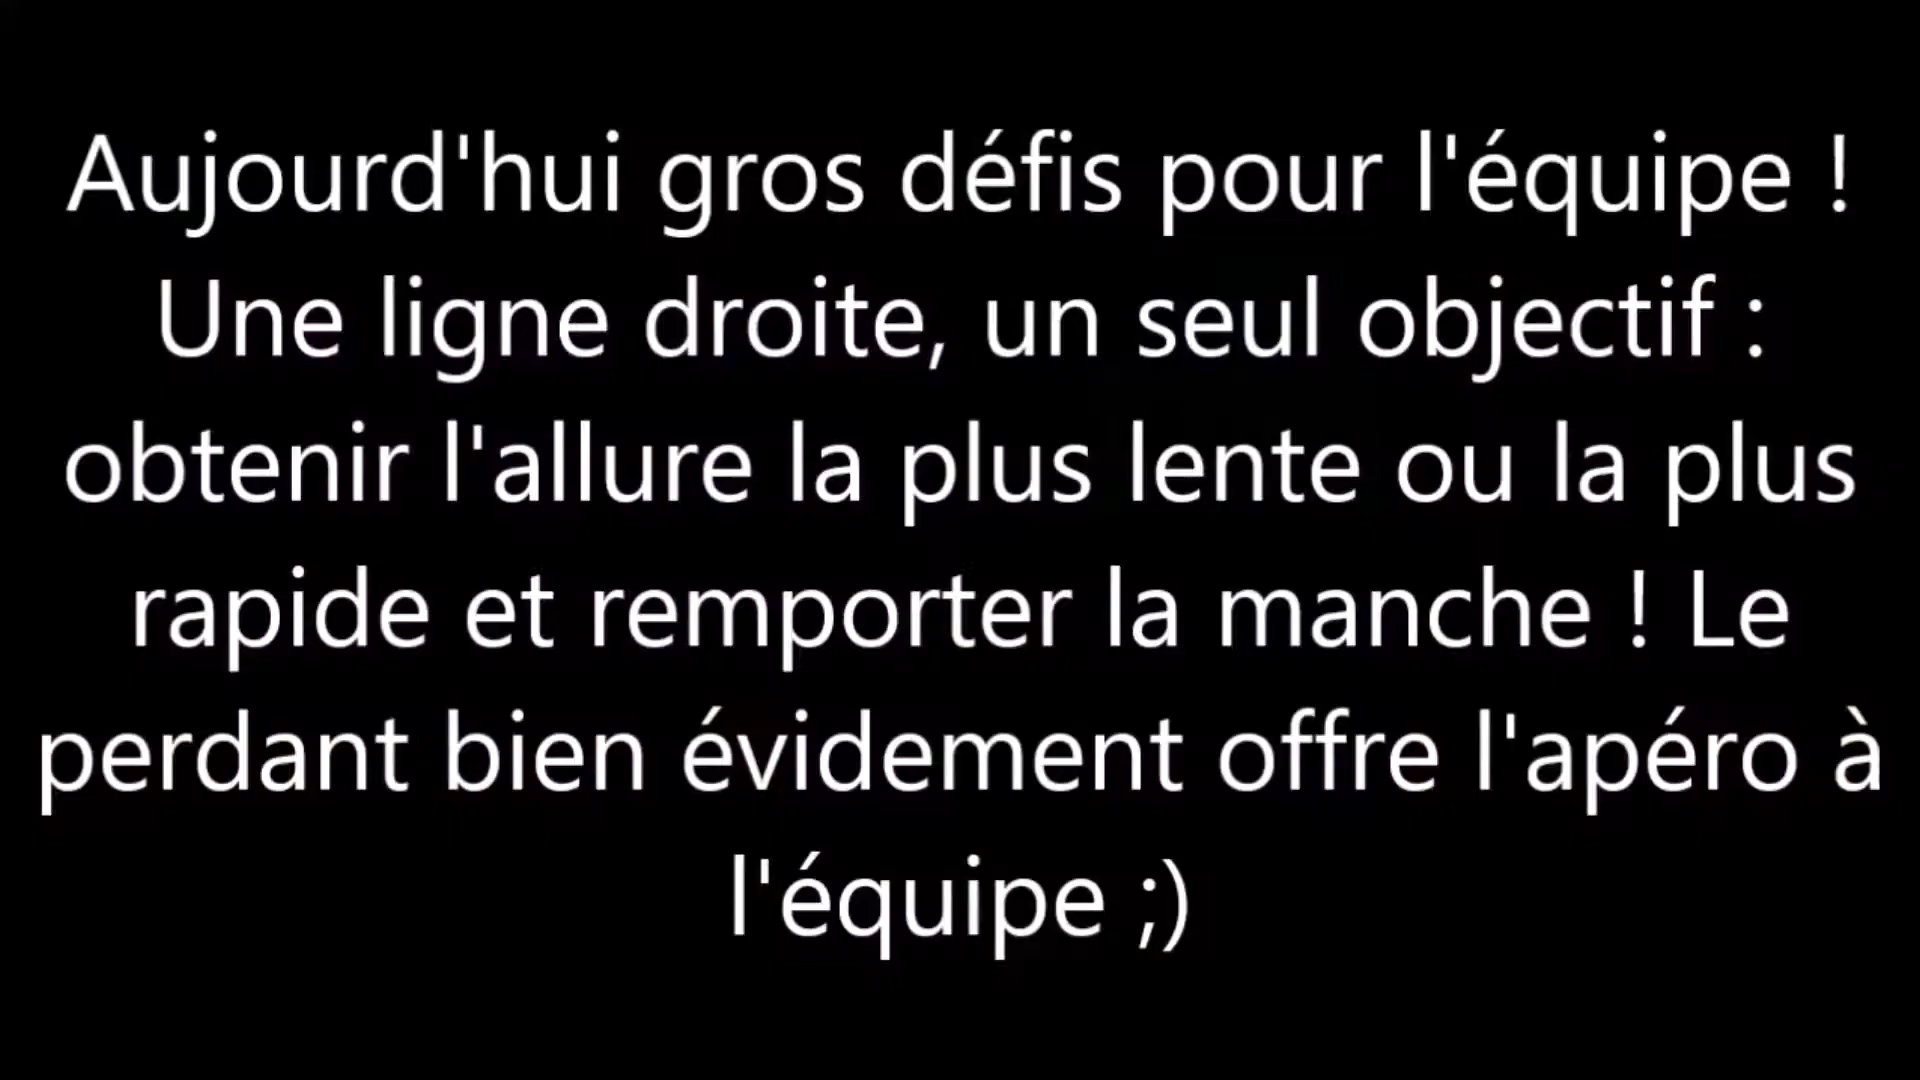 Aujourd'hui gros défis pour l'équipe !
Une ligne droite, un seul objectif :
obtenir l'allure la plus lente ou la plus
rapide et remporter la manche ! Le
perdant bien évidement offre l'apéro à
l'équipe ;)